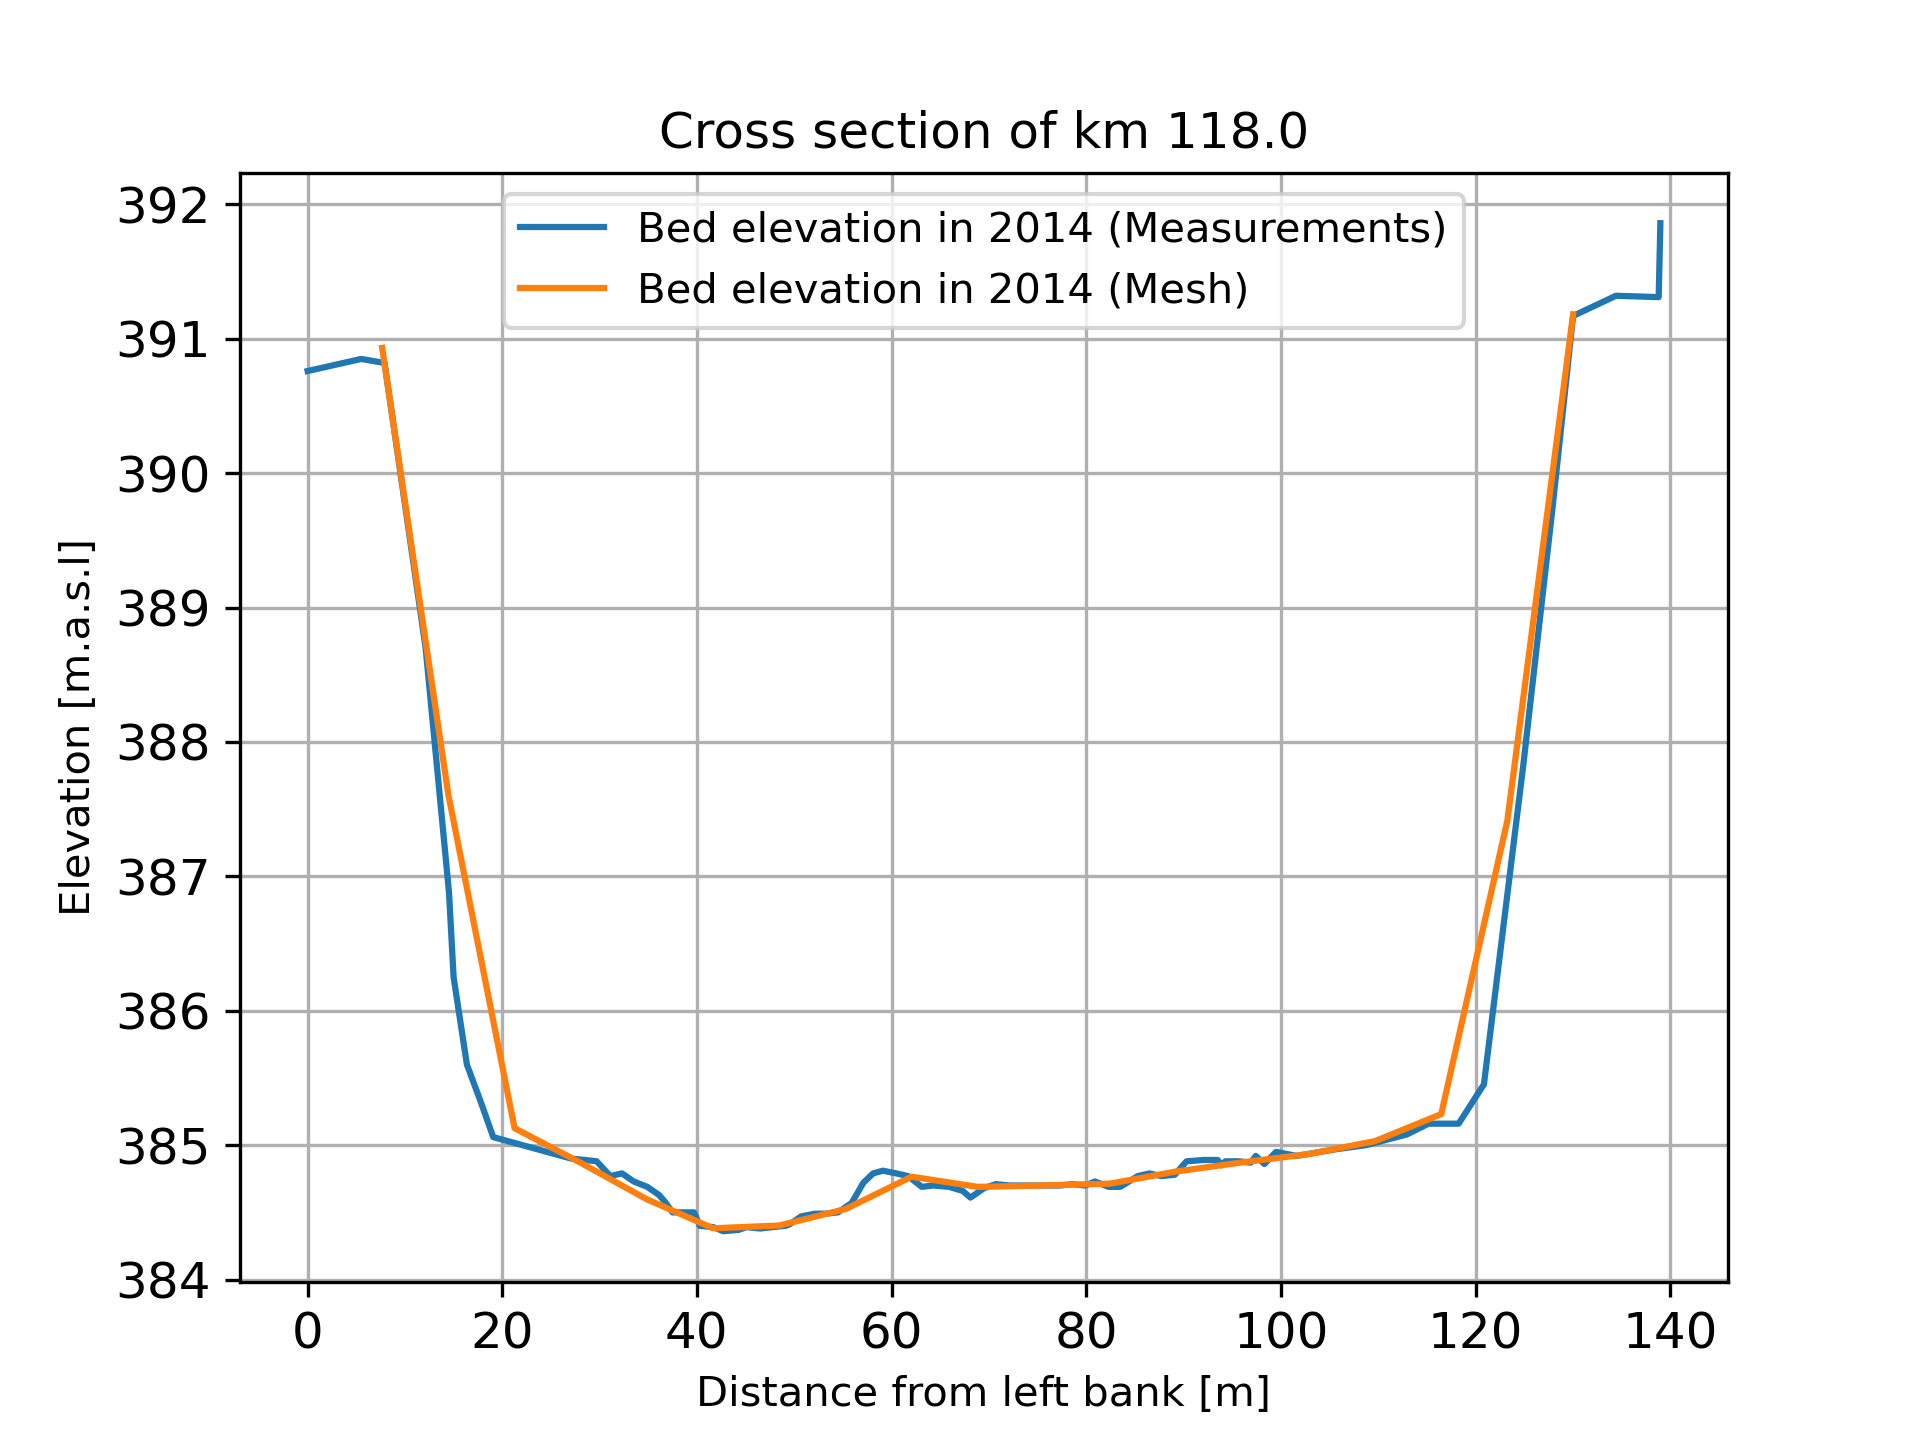 Cross section of km 118.0
Bed elevation in 2014 (Measurements)
Bed elevation in 2014 (Mesh)
Elevation [m.a.s.l]
392
391
390
389
388
387
386
385
384
0 20 40 60 80 100 120 140
Distance from left bank [m]